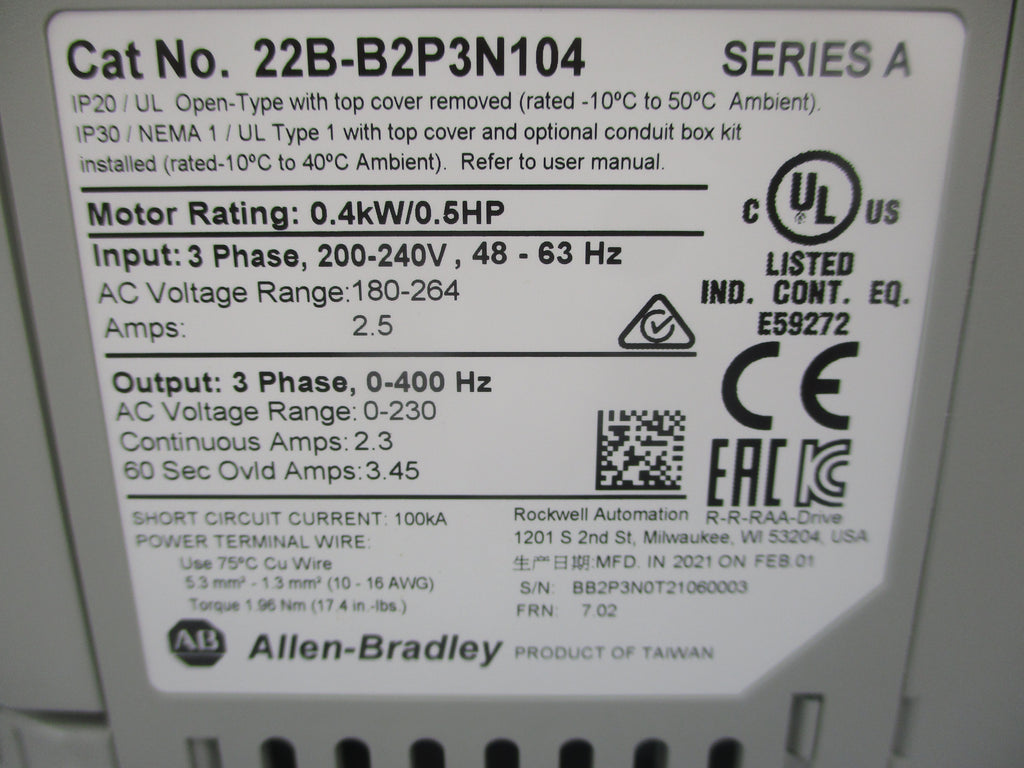 Cat No. 22B-B2P3N104 SERIES A
IP20 / UL Open-Type with top cover removed (rated -10ºC to 50ºC Ambient).
IP30 / NEMA 1 / UL Type 1 with top cover and optional conduit box kit
installed (rated-10ºC to 40ºC Ambient). Refer to user manual.
Motor Rating: 0.4kW/0.5HP
Input: 3 Phase, 200-240V , 48 - 63 Hz
AC Voltage Range:180-264
Amps: 2.5
C UL US
LISTED
IND. CONT. EQ.
E59272
CE
Output: 3 Phase, 0-400 Hz
AC Voltage Range: 0-230
Continuous Amps: 2.3
60 Sec Ovld Amps:3.45
EAC KC
R-R-RAA-Drive
SHORT CIRCUIT CURRENT: 100kA
POWER TERMINAL WIRE:
Use 75ºC Cu Wire
5.3 mm² - 1.3 mm² (10 - 16 AWG)
Torque 1.96 Nm (17.4 in.-lbs.)
Rockwell Automation
1201 S 2nd St, Milwaukee, WI 53204, USA
生产日期:MFD. IN 2021 ON FEB.01
S/N: BB2P3N0T21060003
FRN: 7.02
AB Allen-Bradley PRODUCT OF TAIWAN